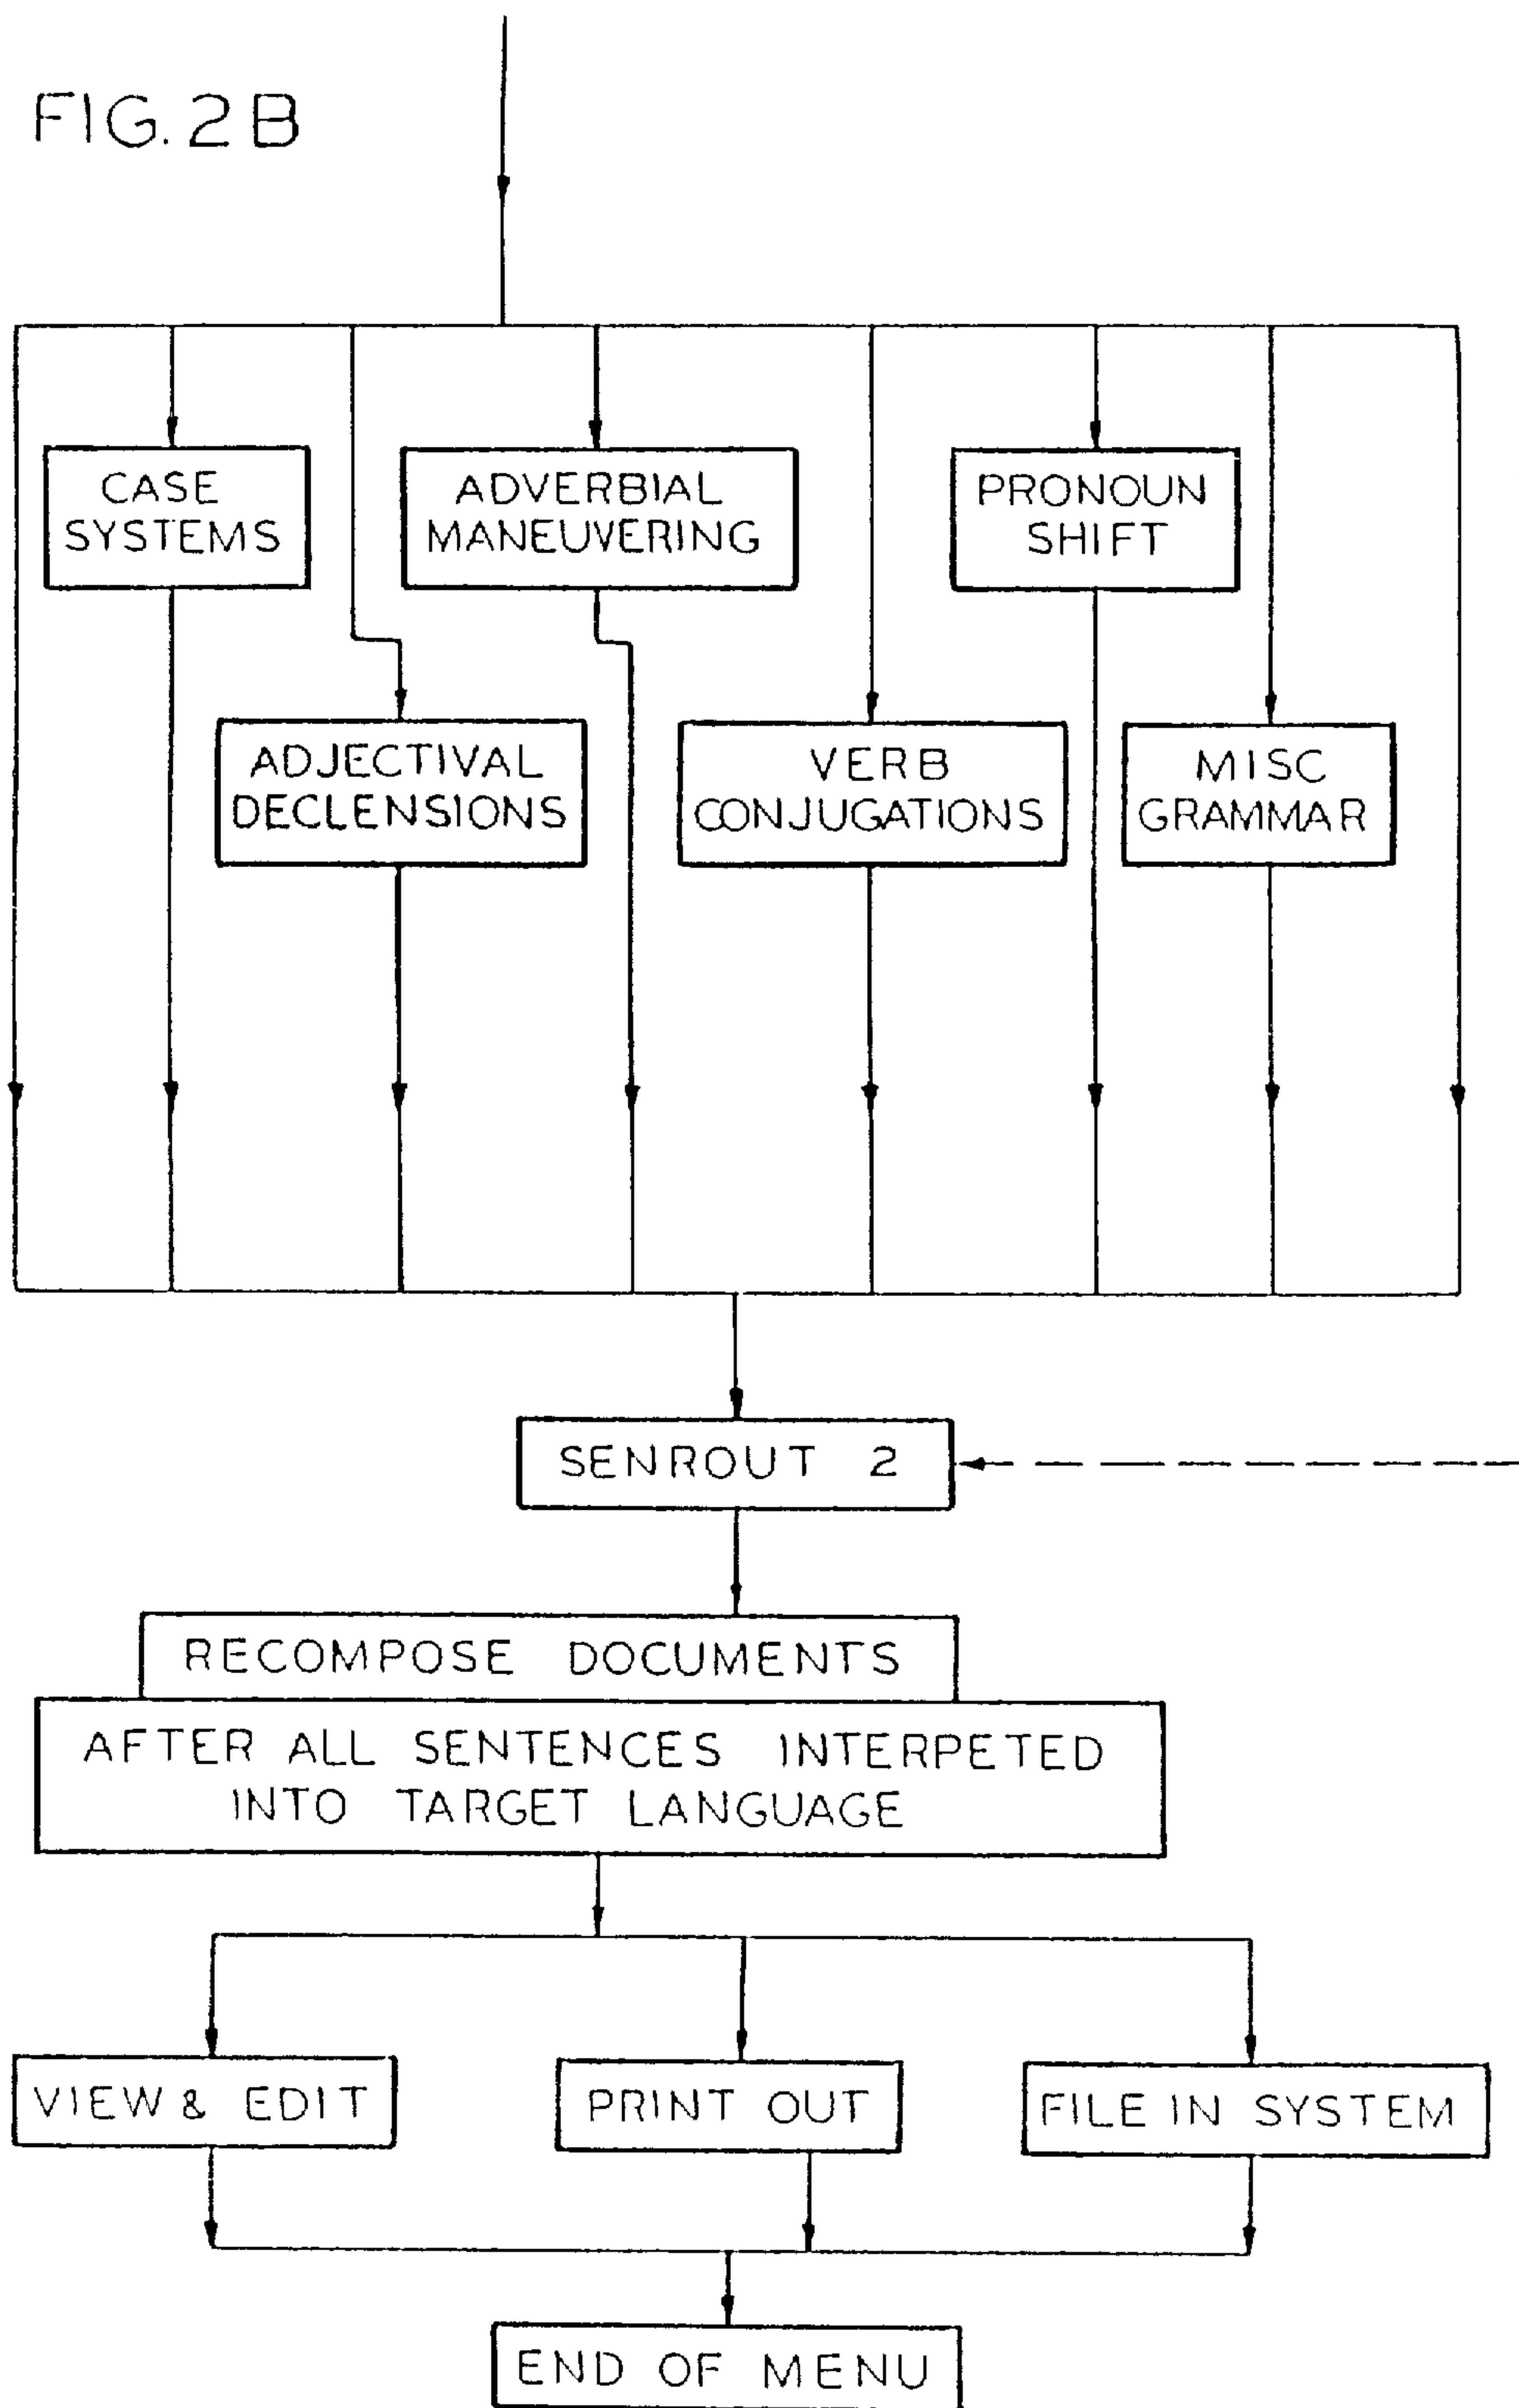 FIG. 2B
CASE
SYSTEMS
ADVERBIAL
MANEUVERING
PRONOUN
SHIFT
ADJECTIVAL
DECLENSIONS
VERB
CONJUGATIONS
MISC
GRAMMAR
SENROUT 2
RECOMPOSE DOCUMENTS
AFTER ALL SENTENCES INTERPETED
INTO TARGET LANGUAGE
VIEW & EDIT
PRINT OUT
FILE IN SYSTEM
END OF MENU